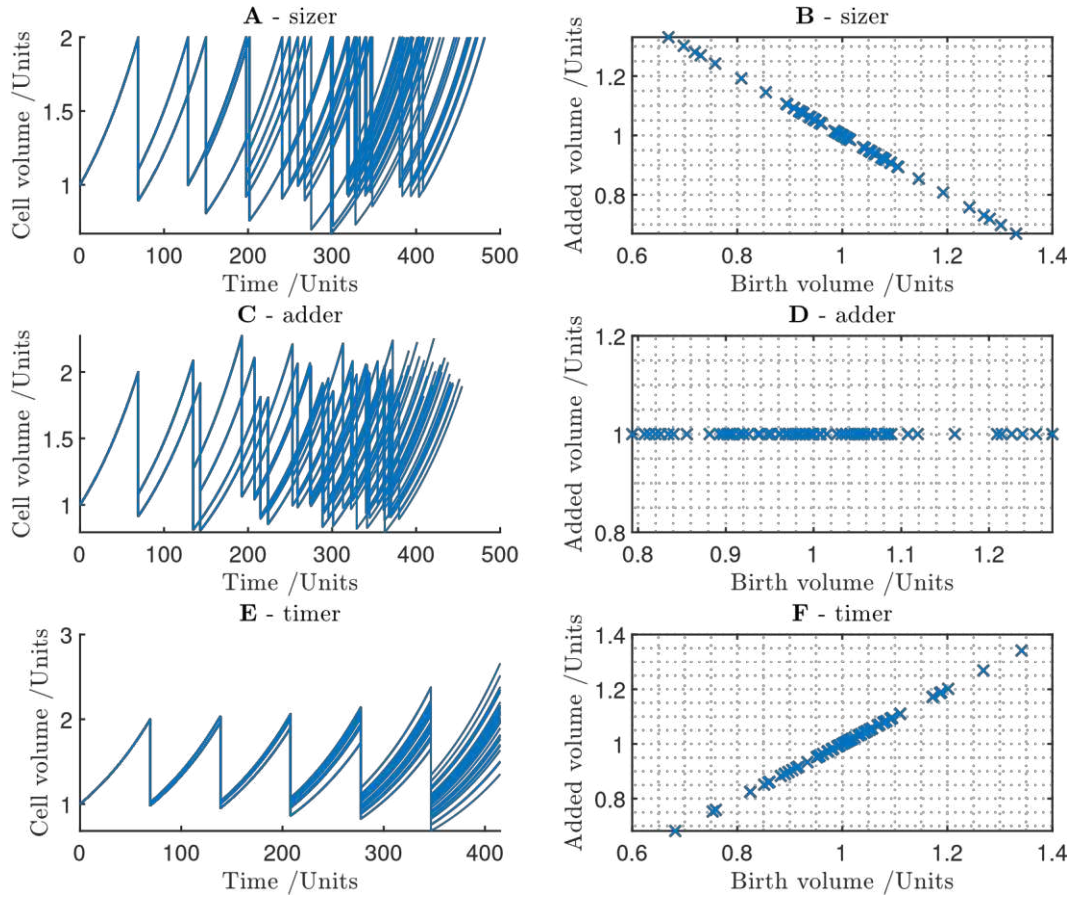 A - sizer
2
1.5
1
Cell volume /Units
0
100
200
300
400
500
Time /Units
B - sizer
1.2
1
0.8
Added volume /Units
0.6
0.8
1
1.2
1.4
Birth volume /Units
C - adder
2
1.5
1
Cell volume /Units
0
100
200
300
400
500
Time /Units
D - adder
1.2
1
0.8
Added volume /Units
0.8
0.9
1
1.1
1.2
Birth volume /Units
E - timer
3
2
1
Cell volume /Units
0
100
200
300
400
Time /Units
F - timer
1.4
1.2
1
0.8
Added volume /Units
0.6
0.8
1
1.2
1.4
Birth volume /Units